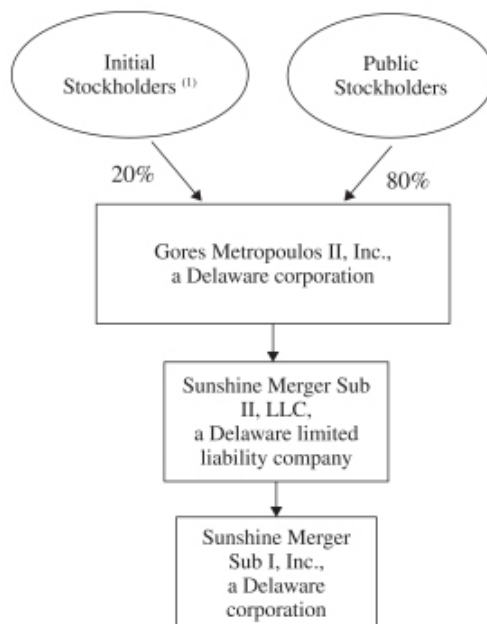 Initial
Stockholders (1)
Public
Stockholders
20%
80%
Gores Metropoulos II, Inc.,
a Delaware corporation
Sunshine Merger Sub
II, LLC,
a Delaware limited
liability company
Sunshine Merger
Sub I, Inc.,
a Delaware
corporation